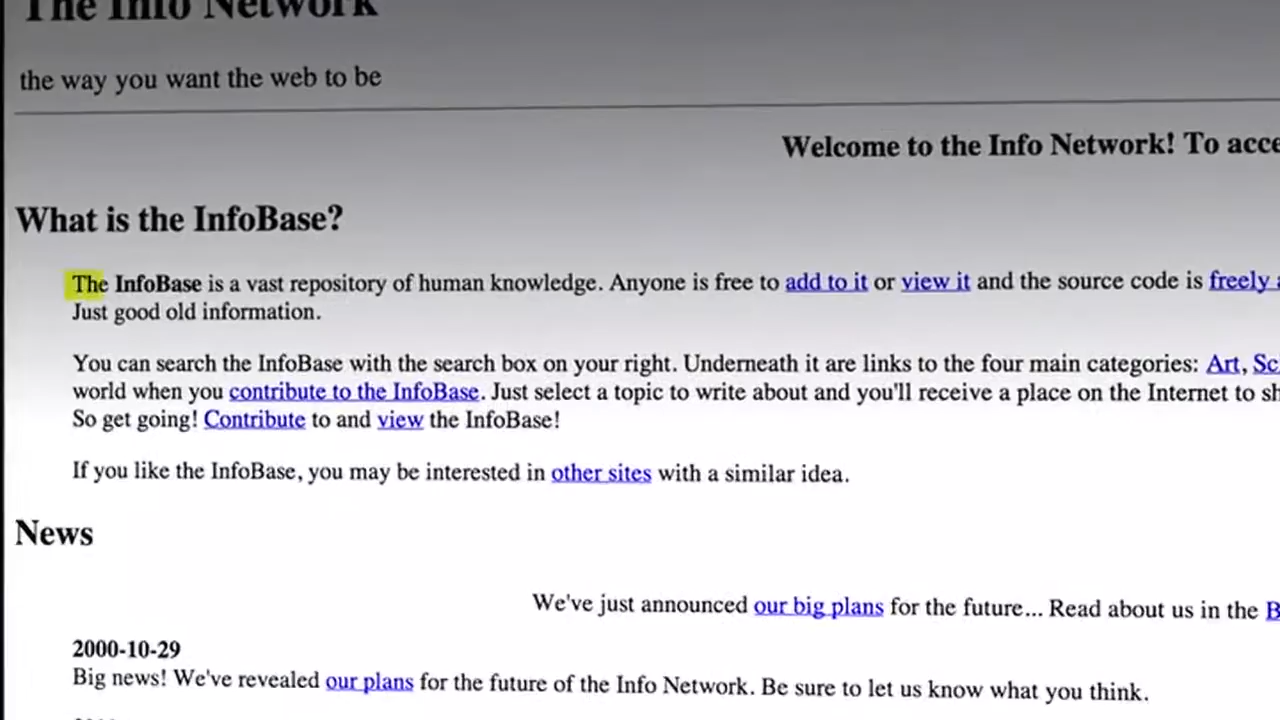 The Info Network
the way you want the web to be
Welcome to the Info Network! To
What is the InfoBase?
The InfoBase is a vast repository of human knowledge. Anyone is free to add to it or view it and the source code is freely
Just good old information.
You can search the InfoBase with the search box on your right. Underneath it are links to the four main categories: Art,
world when you contribute to the InfoBase. Just select a topic to write about and you'll receive a place on the Internet to
So get going! Contribute to and view the InfoBase!
If you like the InfoBase, you may be interested in other sites with a similar idea.
News
We've just announced our big plans for the future... Read about us in the
2000-10-29
Big news! We've revealed our plans for the future of the Info Network. Be sure to let us know what you think.